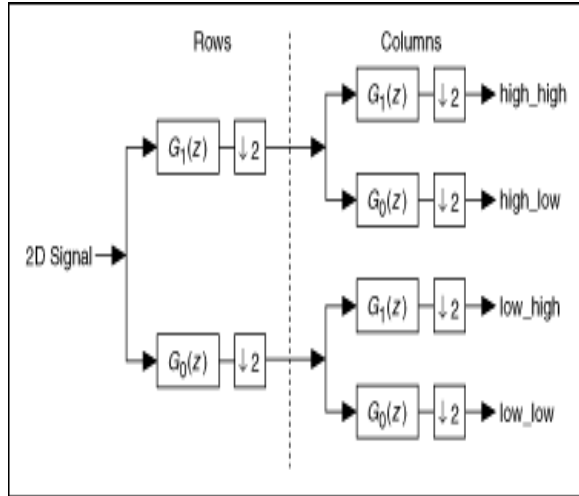 Rows
Columns
G₁(z) ↓2 high_high
G₁(z) ↓2
G₀(z) ↓2 high_low
2D Signal
G₁(z) ↓2 low_high
G₀(z) ↓2
G₀(z) ↓2 low_low